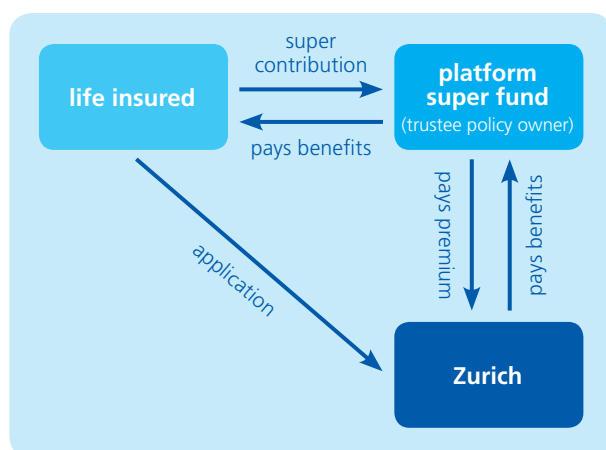 super
contribution
life insured
platform
super fund
(trustee policy owner)
pays benefits
application
pays premium
pays benefits
Zurich